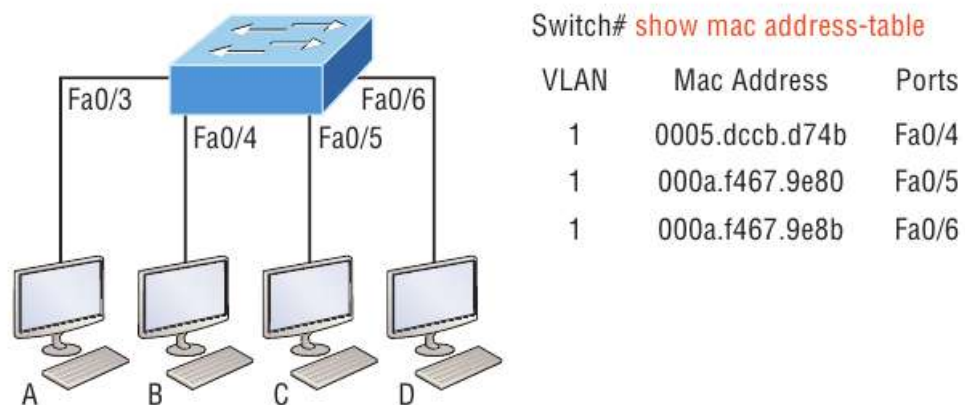 Fa0/3
Fa0/6
Fa0/4
Fa0/5
A
B
C
D
Switch# show mac address-table
VLAN Mac Address Ports
1 0005.dccb.d74b Fa0/4
1 000a.f467.9e80 Fa0/5
1 000a.f467.9e8b Fa0/6